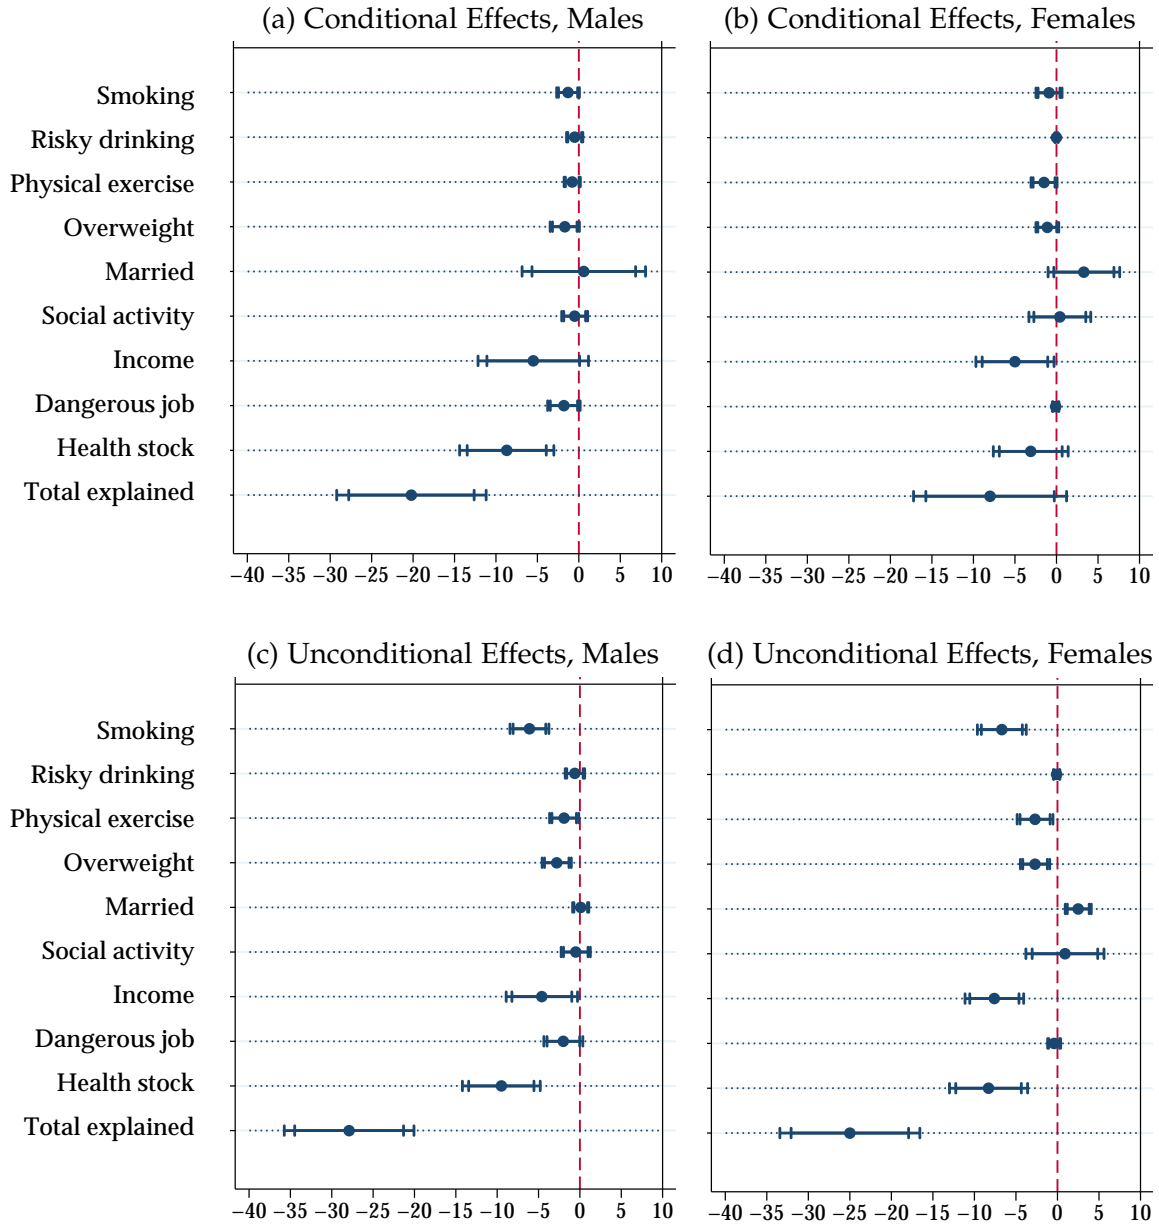 (a) Conditional Effects, Males
(b) Conditional Effects, Females
Smoking
Risky drinking
Physical exercise
Overweight
Married
Social activity
Income
Dangerous job
Health stock
Total explained
−40 −35 −30 −25 −20 −15 −10 −5 0 5 10
−40 −35 −30 −25 −20 −15 −10 −5 0 5 10
(c) Unconditional Effects, Males
(d) Unconditional Effects, Females
Smoking
Risky drinking
Physical exercise
Overweight
Married
Social activity
Income
Dangerous job
Health stock
Total explained
−40 −35 −30 −25 −20 −15 −10 −5 0 5 10
−40 −35 −30 −25 −20 −15 −10 −5 0 5 10